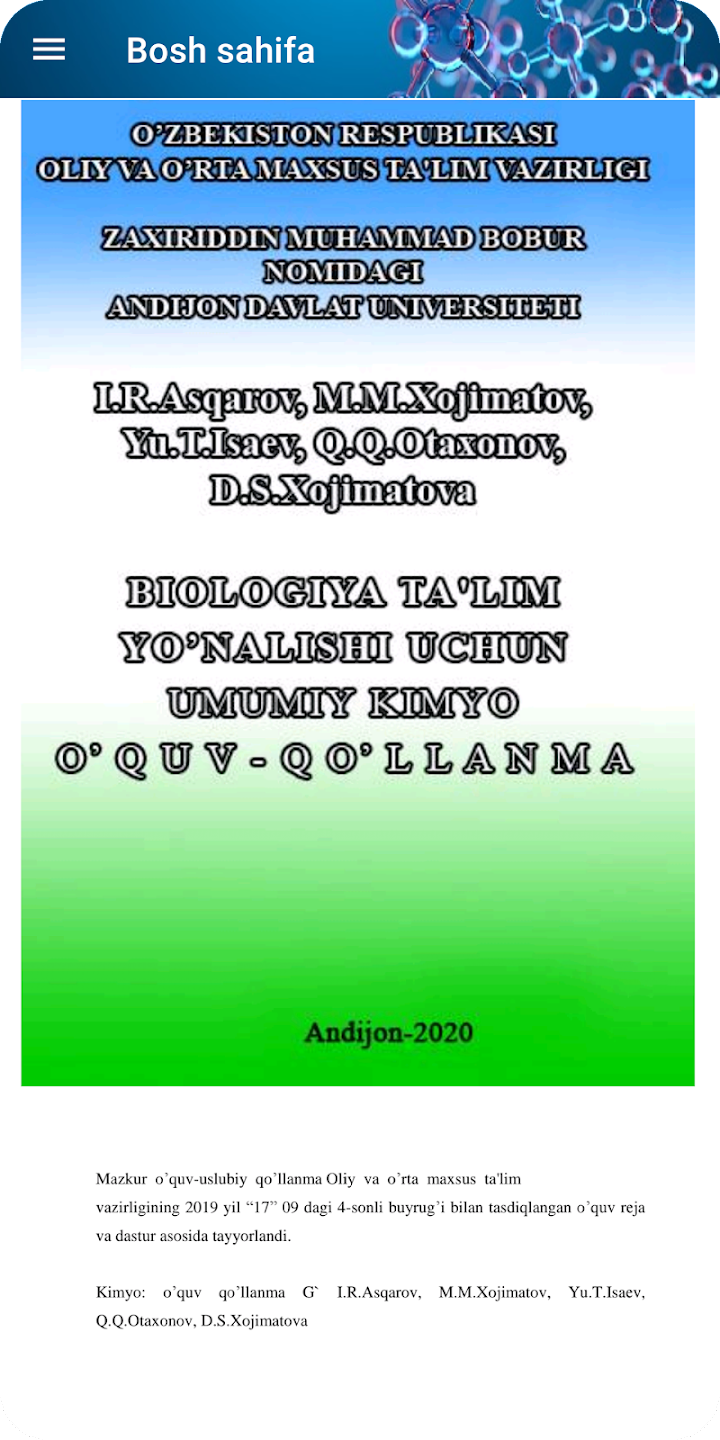 Bosh sahifa
O’ZBEKISTON RESPUBLIKASI
OLIY VA O’RTA MAXSUS TA'LIM VAZIRLIGI
ZAXIRIDDIN MUHAMMAD BOBUR
NOMIDAGI
ANDIJON DAVLAT UNIVERSITETI
I.R.Asqarov, M.M.Xojimatov,
Yu.T.Isaev, Q.Q.Otaxonov,
D.S.Xojimatova
BIOLOGIYA TA'LIM
YO’NALISHI UCHUN
UMUMIY KIMYO
O’ Q U V - Q O’ L L A N M A
Andijon-2020
Mazkur o’quv-uslubiy qo’llanma Oliy va o’rta maxsus ta'lim
vazirligining 2019 yil “17” 09 dagi 4-sonli buyrug’i bilan tasdiqlangan o’quv reja
va dastur asosida tayyorlandi.
Kimyo: o’quv qo’llanma G` I.R.Asqarov, M.M.Xojimatov, Yu.T.Isaev,
Q.Q.Otaxonov, D.S.Xojimatova